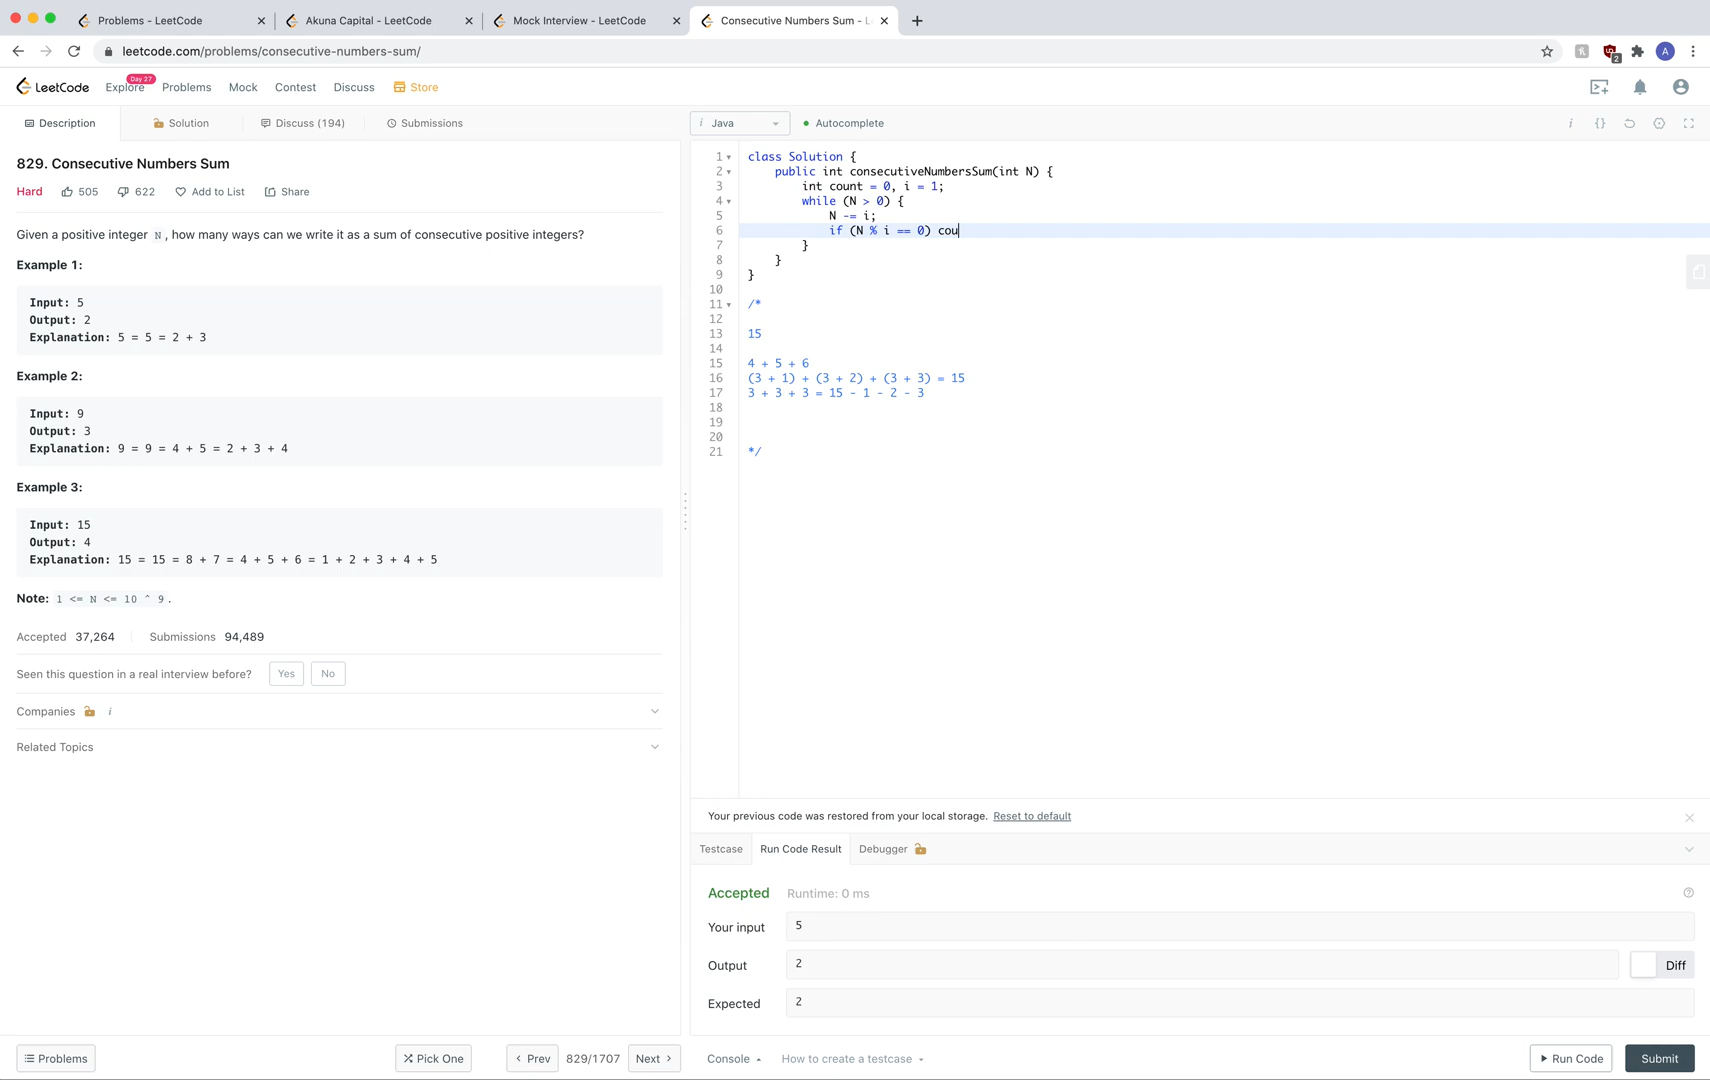 Problems - LeetCode
Akuna Capital - LeetCode
Mock Interview - LeetCode
Consecutive Numbers Sum - L
leetcode.com/problems/consecutive-numbers-sum/
2
A
LeetCode
Explore
Day 27
Problems
Mock
Contest
Discuss
Store
Description
Solution
Discuss (194)
Submissions
i Java
Autocomplete
829. Consecutive Numbers Sum
Hard
505
622
Add to List
Share
Given a positive integer N, how many ways can we write it as a sum of consecutive positive integers?
Example 1:
Input: 5
Output: 2
Explanation: 5 = 5 = 2 + 3
Example 2:
Input: 9
Output: 3
Explanation: 9 = 9 = 4 + 5 = 2 + 3 + 4
Example 3:
Input: 15
Output: 4
Explanation: 15 = 15 = 8 + 7 = 4 + 5 + 6 = 1 + 2 + 3 + 4 + 5
Note: 1 <= N <= 10 ^ 9.
Accepted 37,264
Submissions 94,489
Seen this question in a real interview before?
Yes
No
Companies i
Related Topics
1 class Solution {
2 public int consecutiveNumbersSum(int N) {
3 int count = 0, i = 1;
4 while (N > 0) {
5 N -= i;
6 if (N % i == 0) cou
7 }
8 }
9 }
10
11 /*
12
13 15
14
15 4 + 5 + 6
16 (3 + 1) + (3 + 2) + (3 + 3) = 15
17 3 + 3 + 3 = 15 - 1 - 2 - 3
18
19
20
21 */
Your previous code was restored from your local storage. Reset to default
Testcase
Run Code Result
Debugger
Accepted
Runtime: 0 ms
Your input
5
Output
2
Diff
Expected
2
Problems
Pick One
Prev
829/1707
Next
Console
How to create a testcase
Run Code
Submit